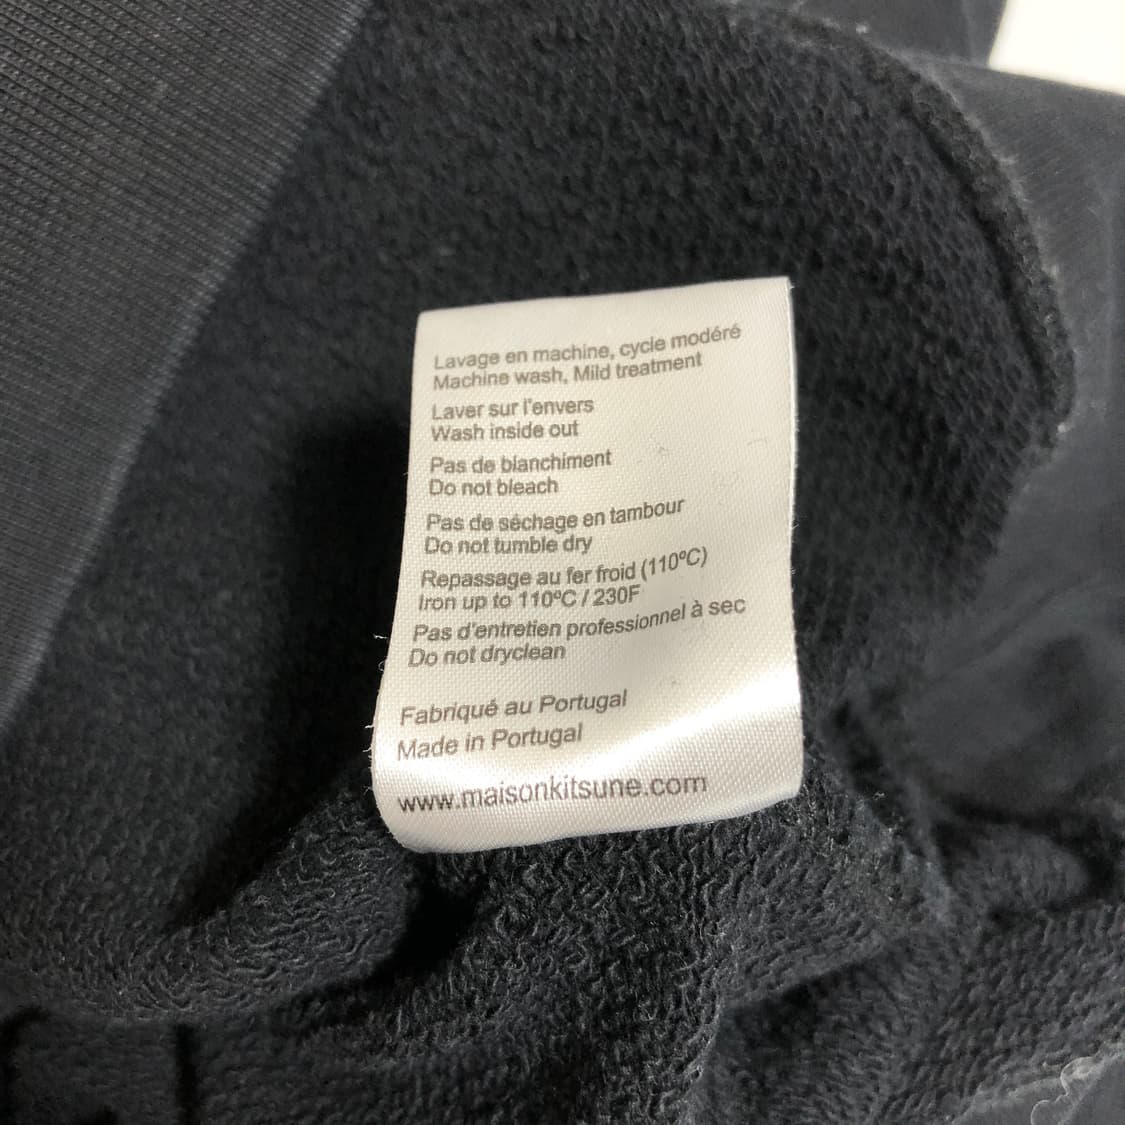 Lavage en machine, cycle modéré
Machine wash, Mild treatment
Laver sur l'envers
Wash inside out
Pas de blanchiment
Do not bleach
Pas de séchage en tambour
Do not tumble dry
Repassage au fer froid (110ºC)
Iron up to 110ºC / 230F
Pas d'entretien professionnel à sec
Do not dryclean
Fabriqué au Portugal
Made in Portugal
www.maisonkitsune.com